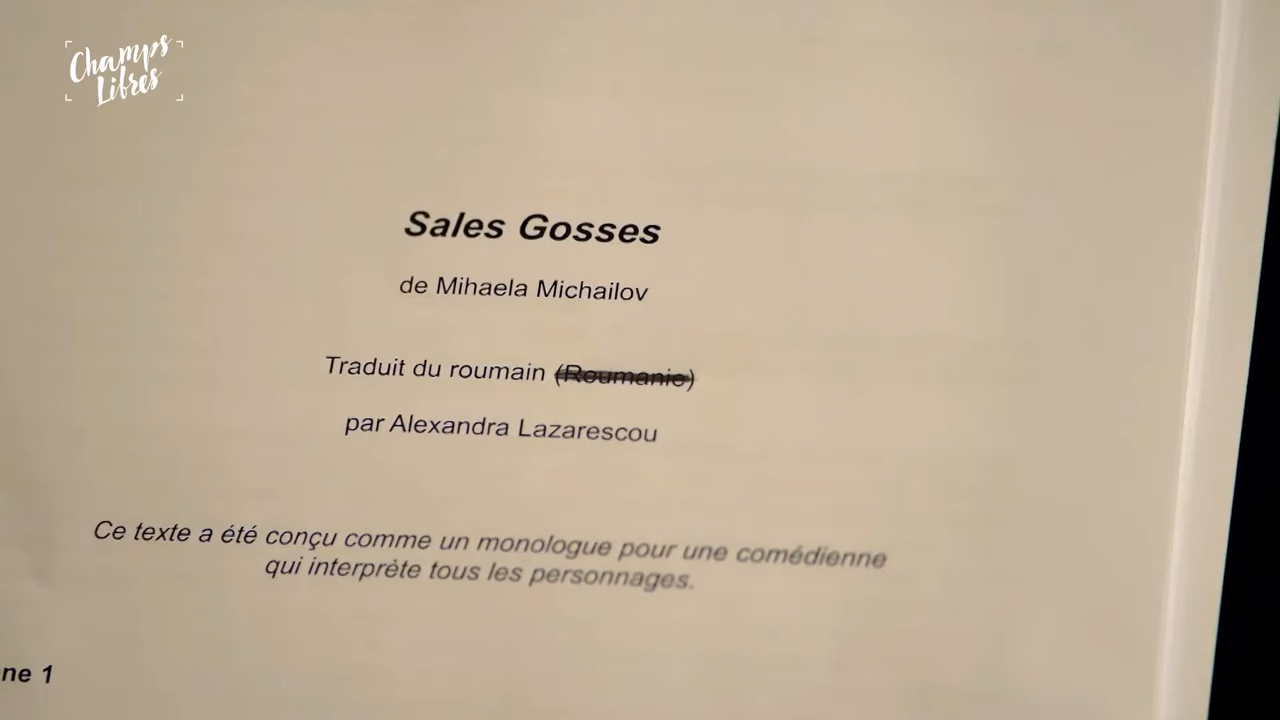 Champs
Libres
Sales Gosses
de Mihaela Michailov
Traduit du roumain (Roumanie)
par Alexandra Lazarescou
Ce texte a été conçu comme un monologue pour une comédienne
qui interprète tous les personnages.
ne 1